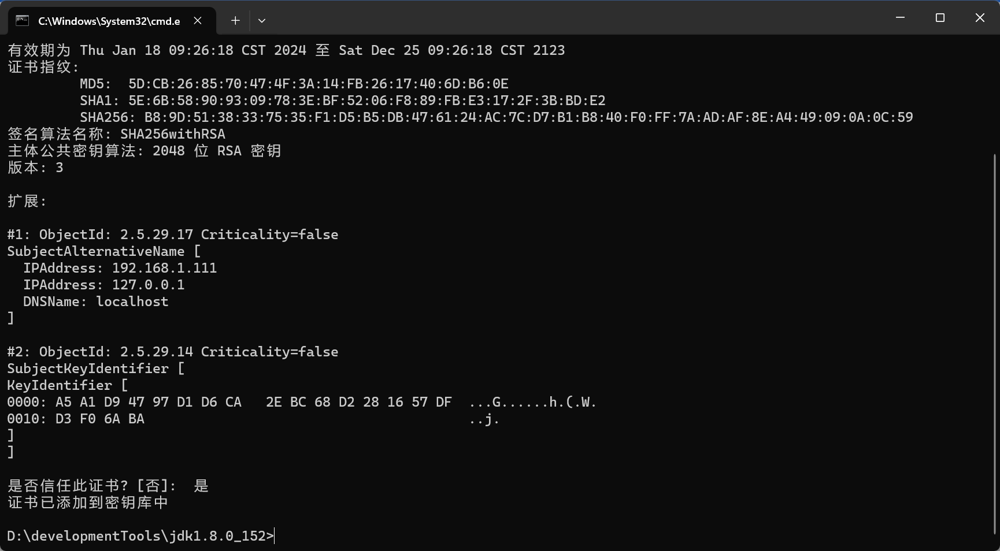 C:\Windows\System32\cmd.e
有效期为 Thu Jan 18 09:26:18 CST 2024 至 Sat Dec 25 09:26:18 CST 2123
证书指纹:
         MD5:  5D:CB:26:85:70:47:4F:3A:14:FB:26:17:40:6D:B6:0E
         SHA1: 5E:6B:58:90:93:09:78:3E:BF:52:06:F8:89:FB:E3:17:2F:3B:BD:E2
         SHA256: B8:9D:51:38:33:75:35:F1:D5:B5:DB:47:61:24:AC:7C:D7:B1:B8:40:F0:FF:7A:AD:AF:8E:A4:49:09:0A:0C:59
签名算法名称: SHA256withRSA
主体公共密钥算法: 2048 位 RSA 密钥
版本: 3
扩展:
#1: ObjectId: 2.5.29.17 Criticality=false
SubjectAlternativeName [
  IPAddress: 192.168.1.111
  IPAddress: 127.0.0.1
  DNSName: localhost
]
#2: ObjectId: 2.5.29.14 Criticality=false
SubjectKeyIdentifier [
KeyIdentifier [
0000: A5 A1 D9 47 97 D1 D6 CA   2E BC 68 D2 28 16 57 DF  ...G......h.(.W.
0010: D3 F0 6A BA                                        ..j.
]
]
是否信任此证书? [否]:  是
证书已添加到密钥库中
D:\developmentTools\jdk1.8.0_152>